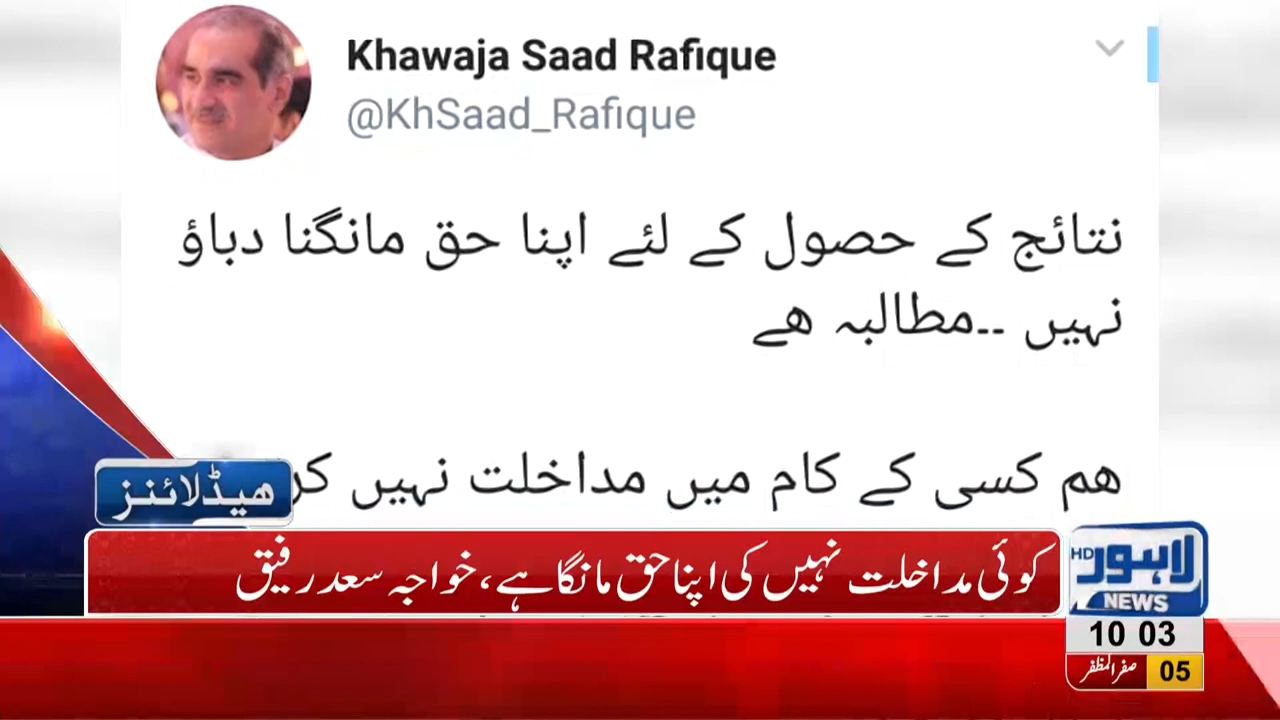 Khawaja Saad Rafique
@KhSaad_Rafique
نتائج کے حصول کے لئے اپنا حق مانگنا دباؤ
نہیں ..مطالبہ ھے
ھم کسی کے کام میں مداخلت نہیں
ھیڈلائنز
کوئی مداخلت نہیں کی اپنا حق مانگا ہے، خواجہ سعد رفیق
لاہور HD
NEWS
10 03
صفر المظفر 05